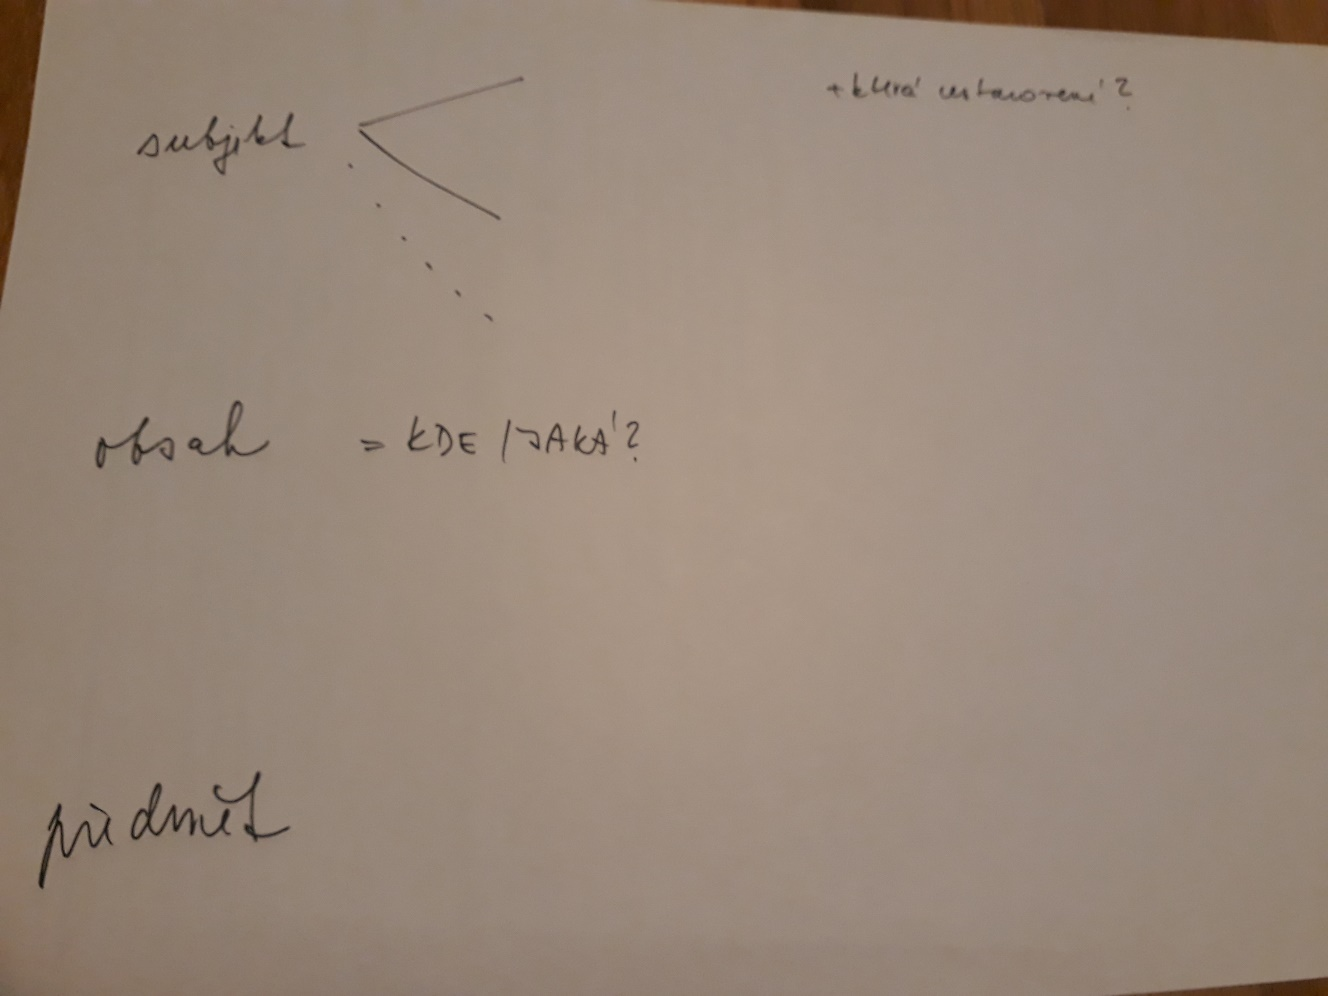 + která ustanovení?
subjekt
obsah = KDE / JAKÁ?
předmět